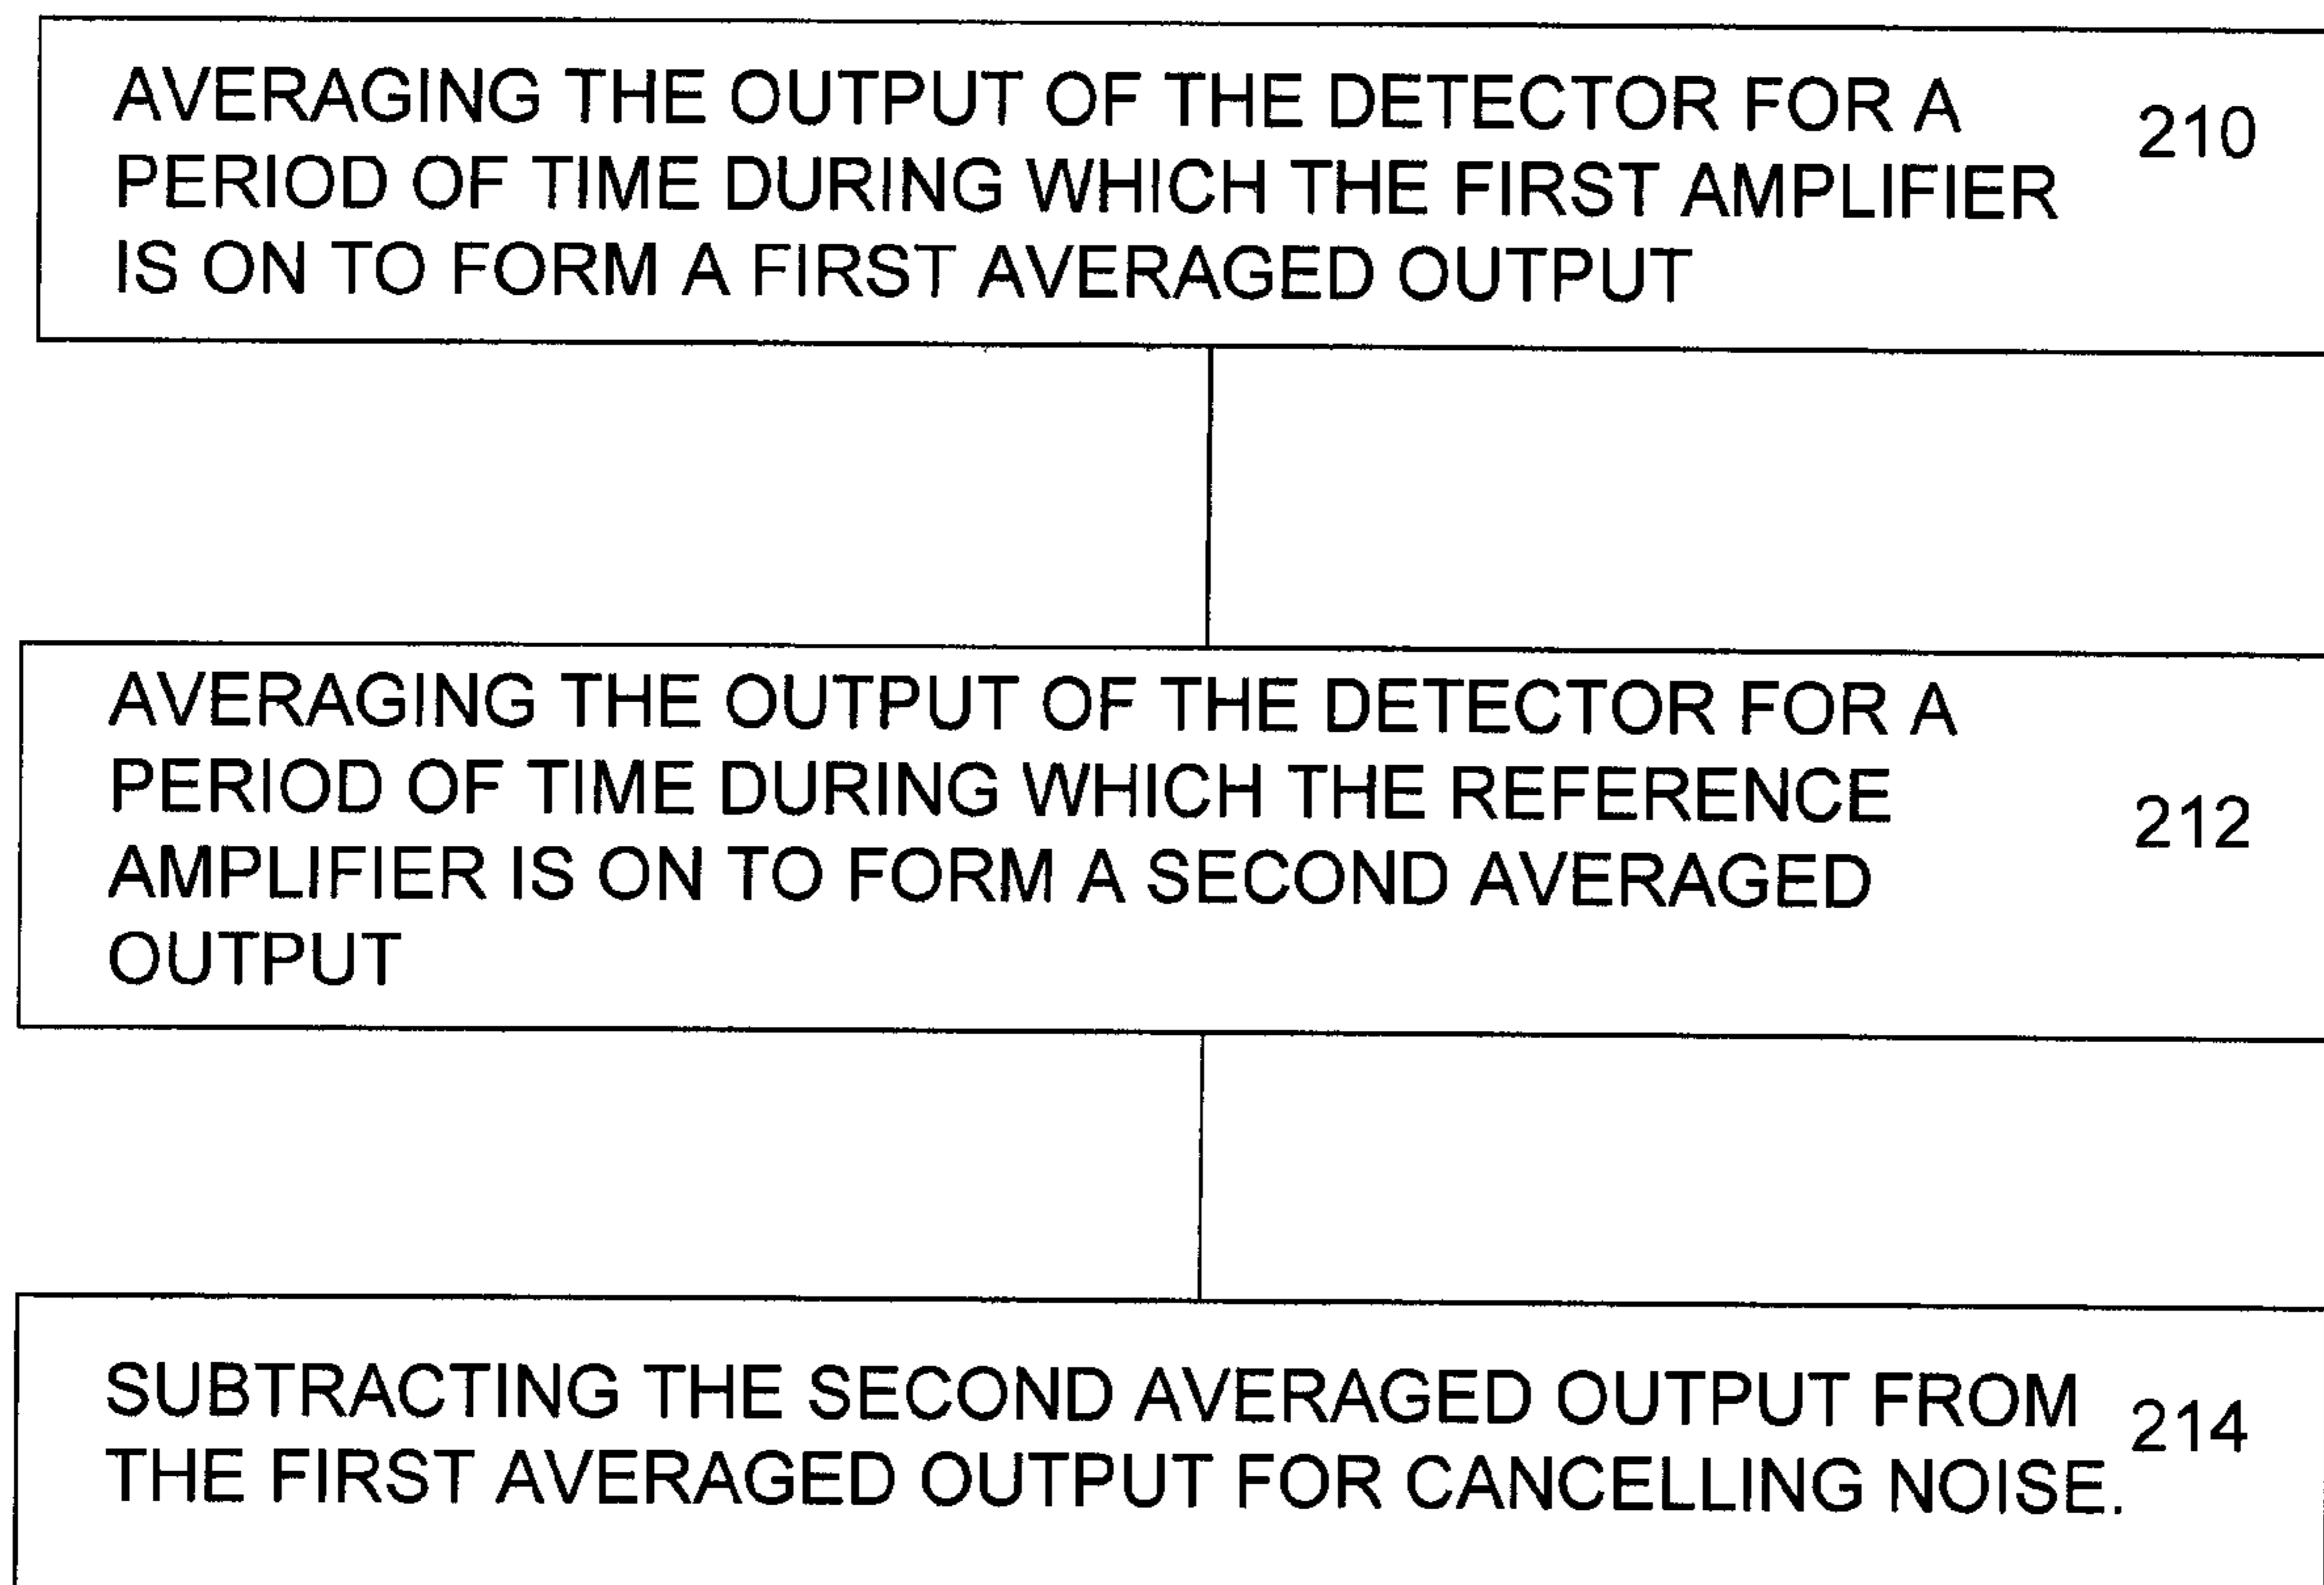 AVERAGING THE OUTPUT OF THE DETECTOR FOR A
PERIOD OF TIME DURING WHICH THE FIRST AMPLIFIER
IS ON TO FORM A FIRST AVERAGED OUTPUT
210
AVERAGING THE OUTPUT OF THE DETECTOR FOR A
PERIOD OF TIME DURING WHICH THE REFERENCE
AMPLIFIER IS ON TO FORM A SECOND AVERAGED
OUTPUT
212
SUBTRACTING THE SECOND AVERAGED OUTPUT FROM
THE FIRST AVERAGED OUTPUT FOR CANCELLING NOISE.
214